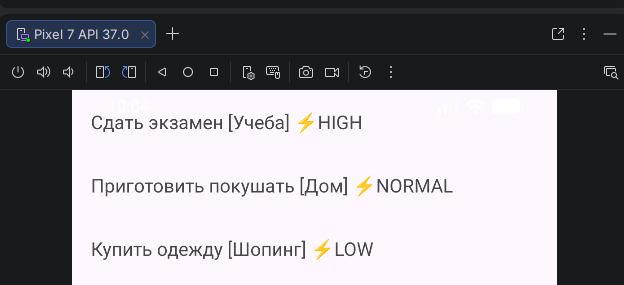 Pixel 7 API 37.0
Сдать экзамен [Учеба] ⚡HIGH
Приготовить покушать [Дом] ⚡NORMAL
Купить одежду [Шопинг] ⚡LOW